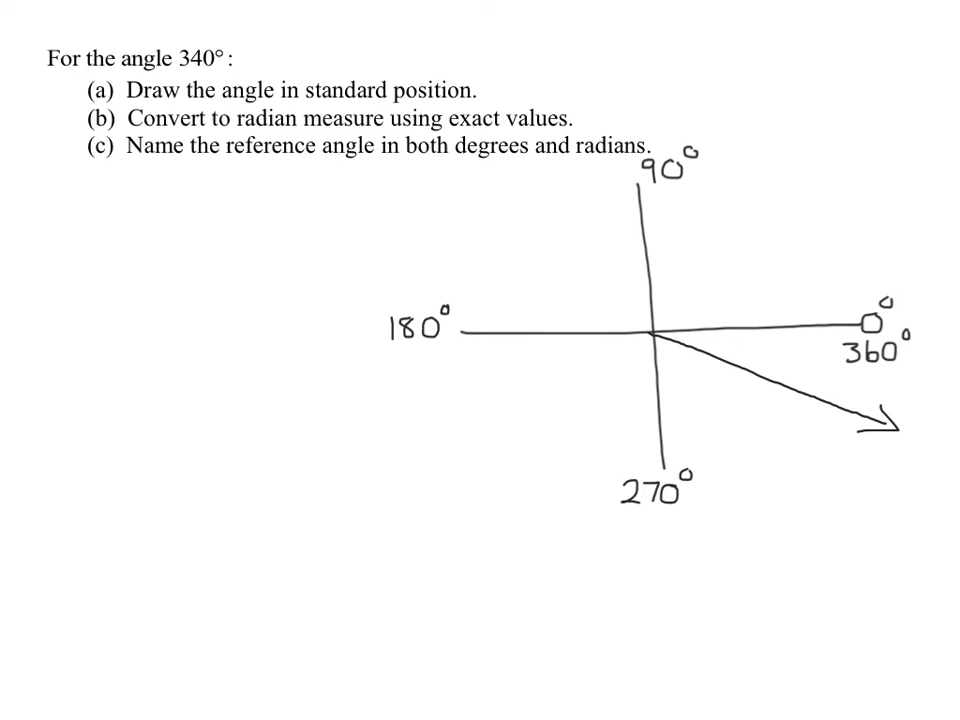 For the angle 340°:
(a) Draw the angle in standard position.
(b) Convert to radian measure using exact values.
(c) Name the reference angle in both degrees and radians.
90°
180°
0°
360°
270°